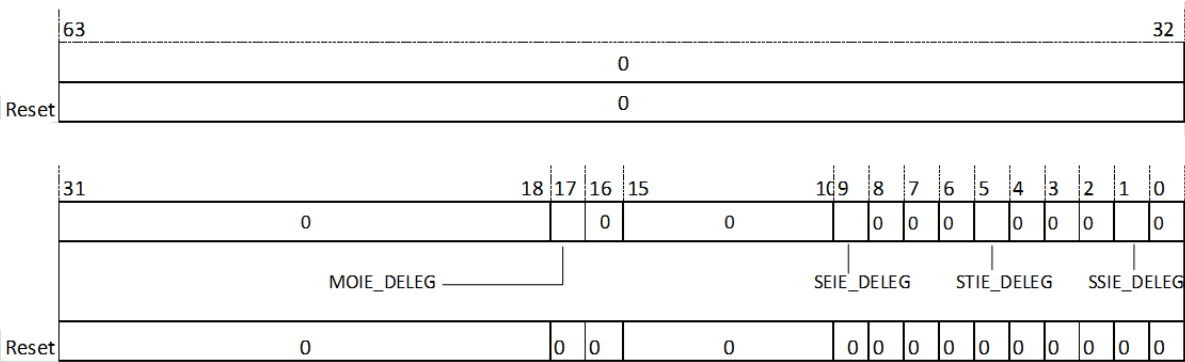 63 32
0
Reset 0
31 18 17 16 15 10 9 8 7 6 5 4 3 2 1 0
0 0 0 0 0 0 0 0 0 0 0
MOIE_DELEG SEIE_DELEG STIE_DELEG SSIE_DELEG
Reset 0 0 0 0 0 0 0 0 0 0 0 0 0 0